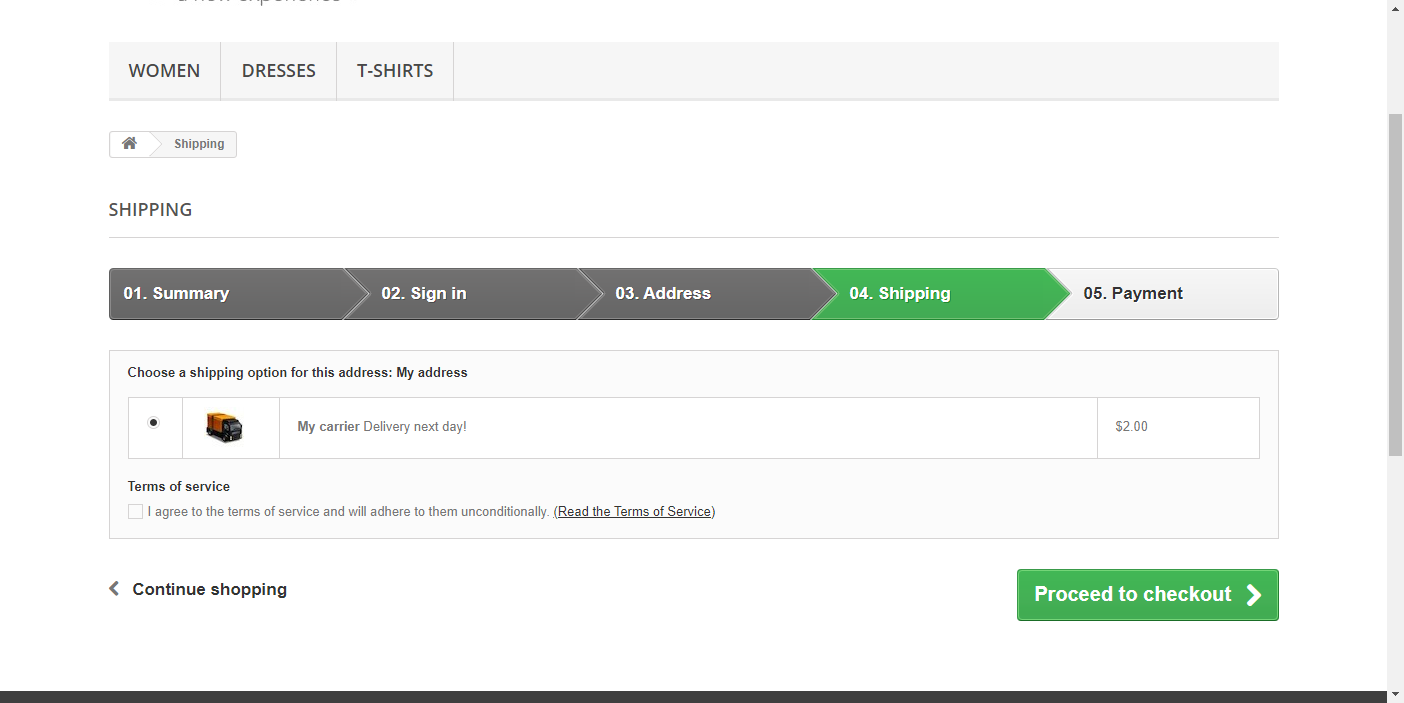 a new experience
WOMEN DRESSES T-SHIRTS
Shipping
SHIPPING
01. Summary 02. Sign in 03. Address 04. Shipping 05. Payment
Choose a shipping option for this address: My address
My carrier Delivery next day! $2.00
Terms of service
I agree to the terms of service and will adhere to them unconditionally. (Read the Terms of Service)
Continue shopping
Proceed to checkout